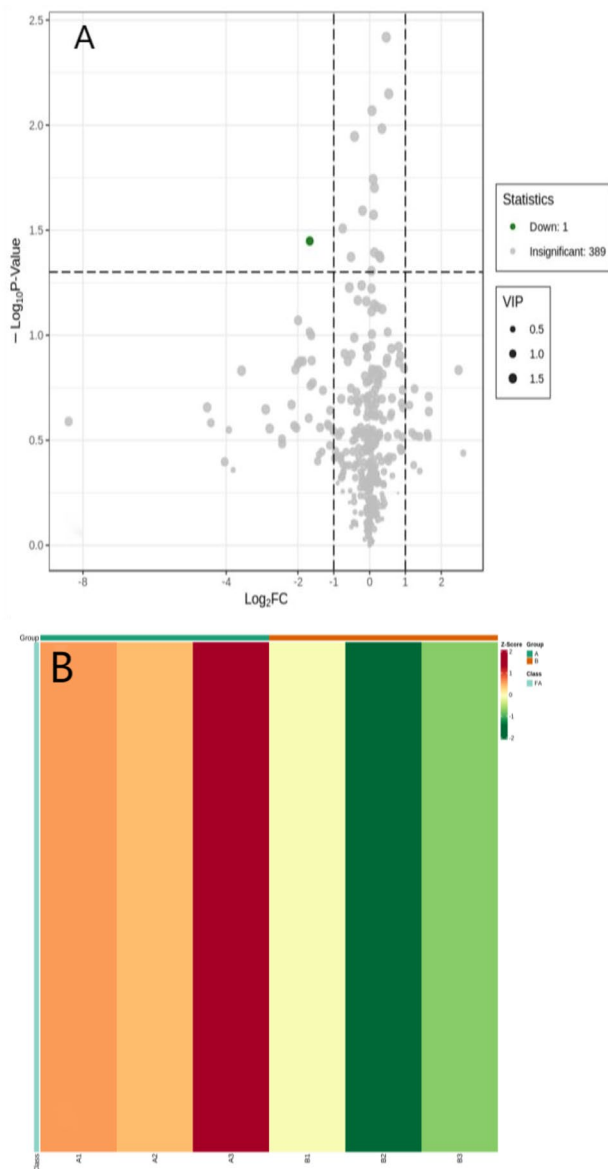 A
2.5
2.0
1.5
1.0
0.5
0.0
− Log10P-Value
-8
-4
-2
-1
0
1
2
Log2FC
Statistics
Down: 1
Insignificant: 389
VIP
0.5
1.0
1.5
B
Group
Class
A1
A2
A3
B1
B2
B3
Z-Score
2
1
0
-1
-2
Group
A
B
Class
FA